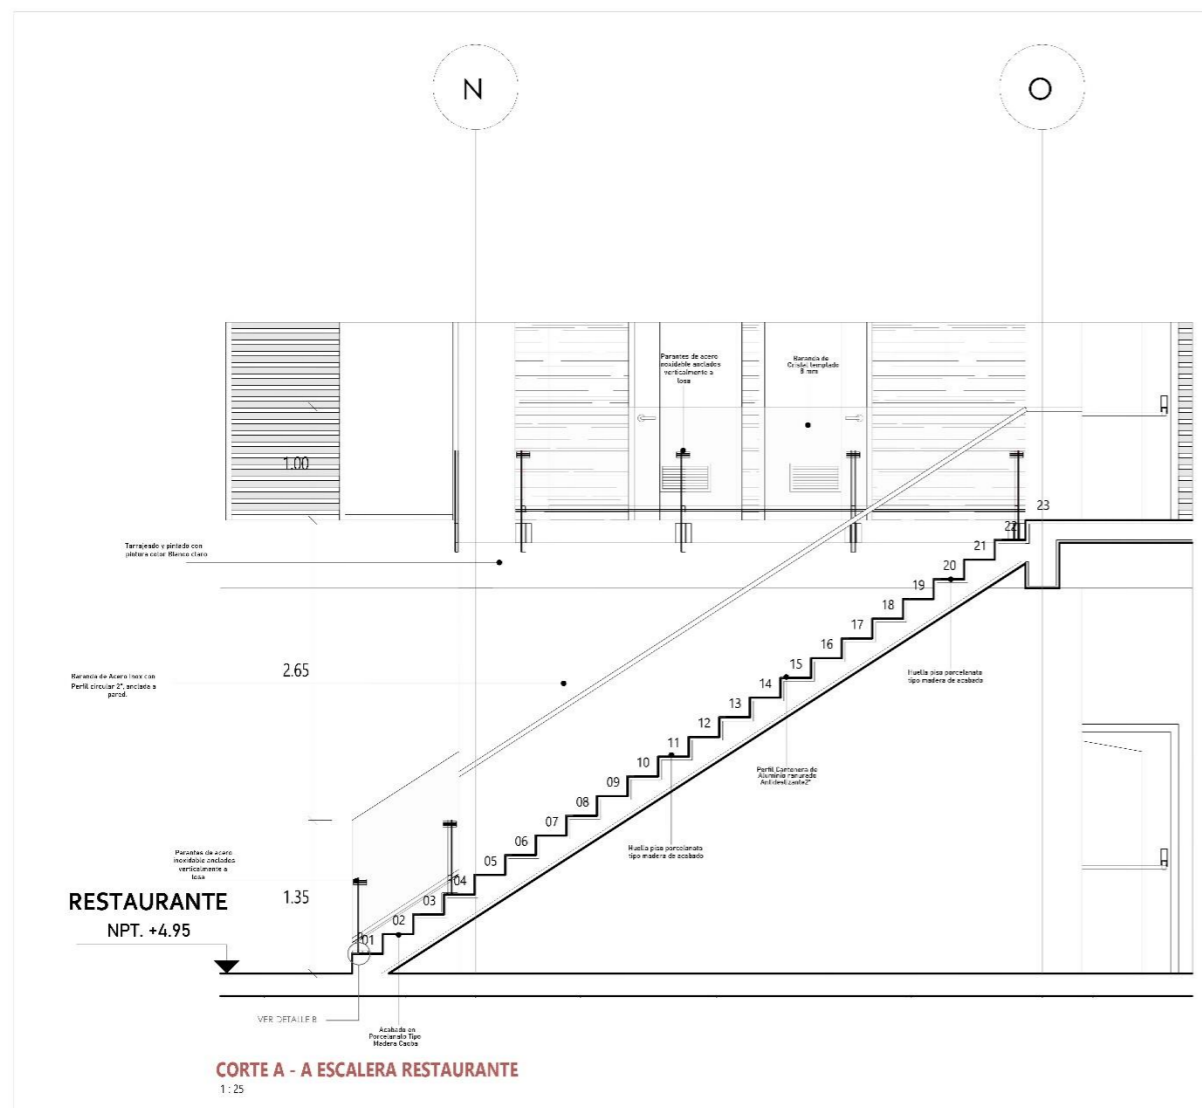 N
O
Parantes de acero
inoxidable anclados
verticalmente a
losa
Baranda de
Cristal templado
8 mm
1.00
23
22
21
20
19
18
17
16
15
14
13
12
11
10
09
08
07
06
05
04
03
02
01
Tarrajeado y pintado con
pintura color Blanco claro
2.65
Baranda de Acero Inox con
Perfil circular 2", anclada a
pared.
Huella piso porcelanato
tipo madera de acabado
Perfil Cantonera de
Aluminio ranurado
Antideslizante2"
Huella piso porcelanato
tipo madera de acabado
Parantes de acero
inoxidable anclados
verticalmente a
losa
1.35
RESTAURANTE
NPT. +4.95
VER DETALLE B
Acabado en
Porcelanato Tipo
Madera Caoba
CORTE A - A ESCALERA RESTAURANTE
1 : 25